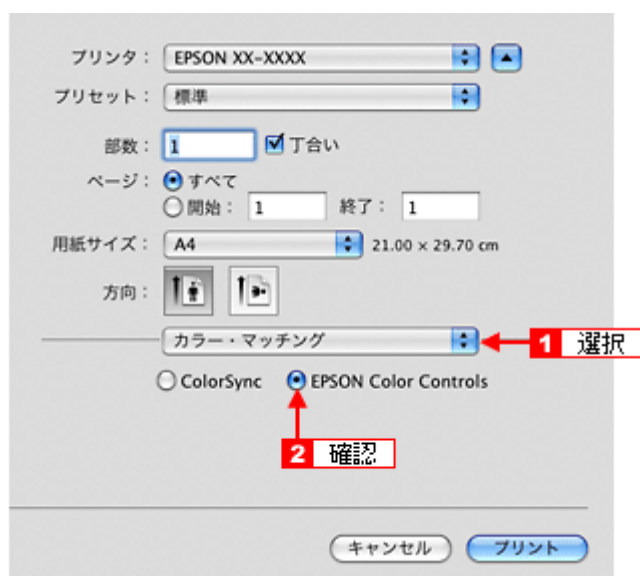 プリンタ： EPSON XX-XXXX
プリセット： 標準
部数： 1 丁合い
ページ： すべて
開始： 1 終了： 1
用紙サイズ： A4 21.00 × 29.70 cm
方向：
カラー・マッチング 1 選択
ColorSync EPSON Color Controls
2 確認
キャンセル プリント